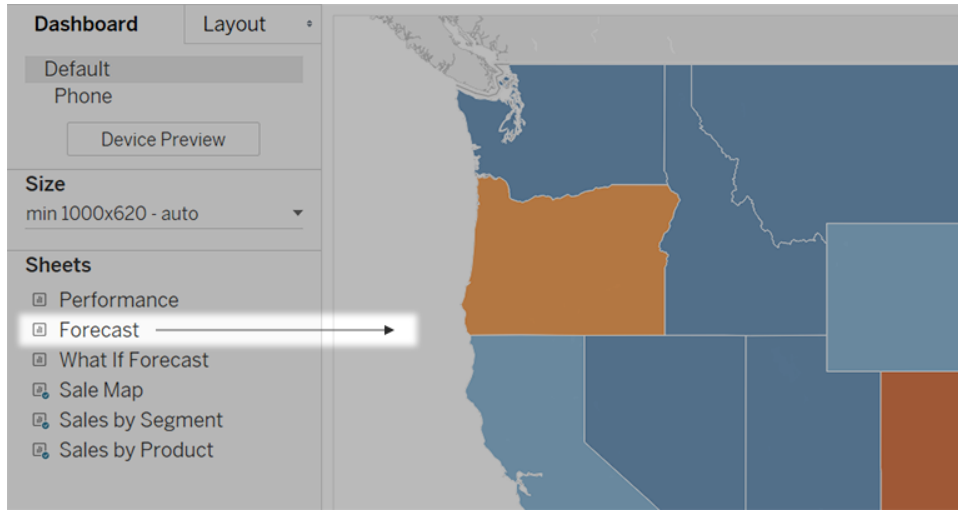 Dashboard
Layout
Default
Phone
Device Preview
Size
min 1000x620 - auto
Sheets
Performance
Forecast
What If Forecast
Sale Map
Sales by Segment
Sales by Product